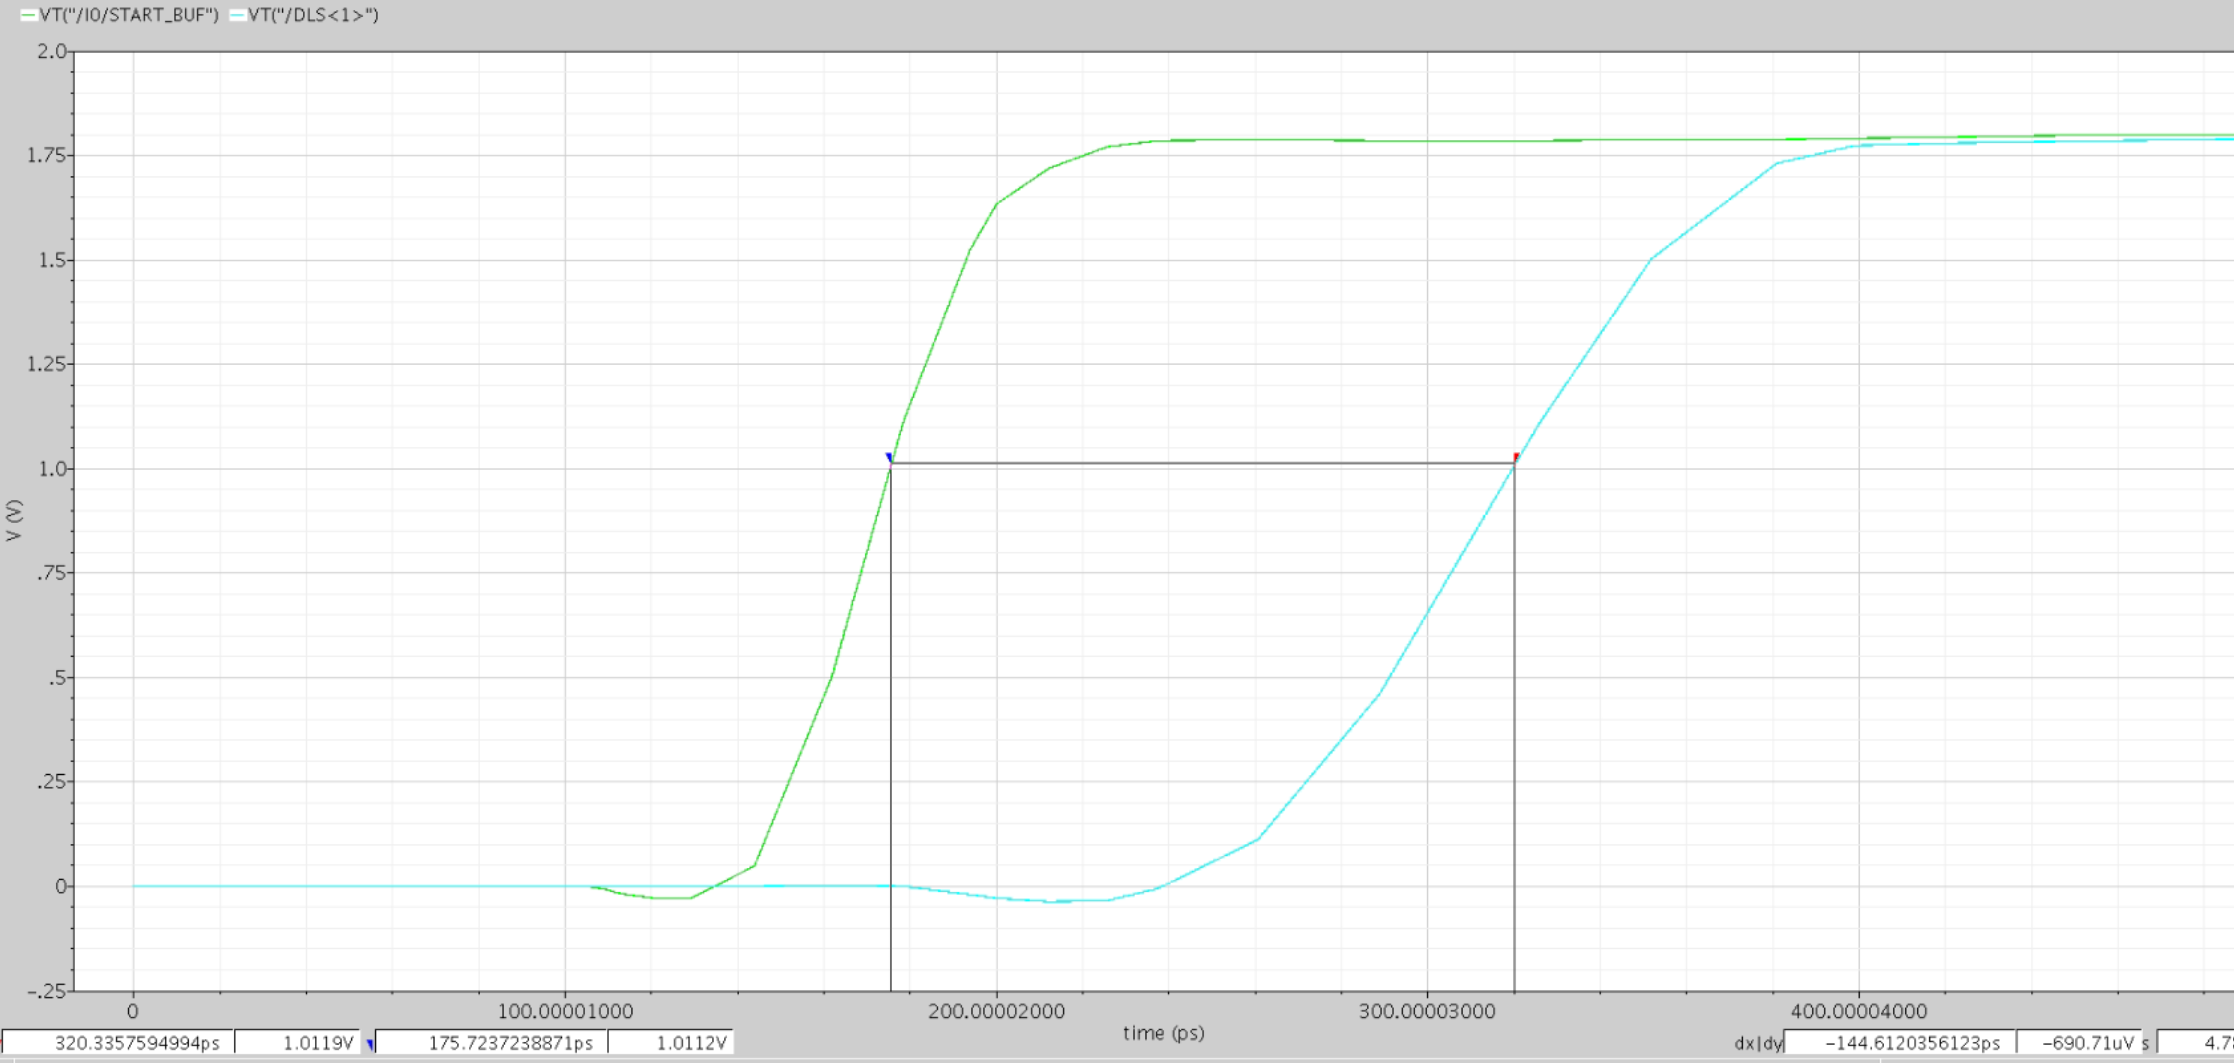 VT("/I0/START_BUF") VT("/DLS<1>")
2.0
1.75
1.5
1.25
1.0
.75
.5
.25
0
-.25
V (V)
0 100.00001000 200.00002000 300.00003000 400.00004000
time (ps)
320.3357594994ps 1.0119V 175.7237238871ps 1.0112V dx|dy -144.6120356123ps -690.71uV s